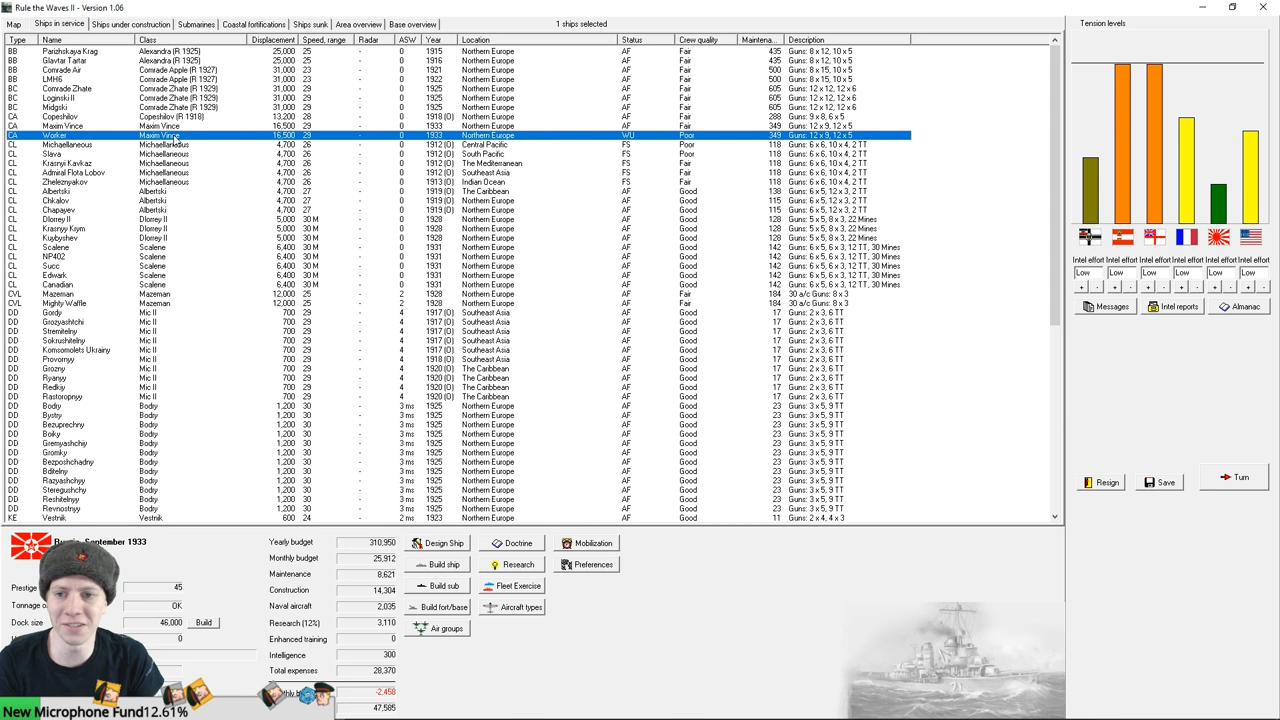 Rule the Waves II - Version 1.06
Map Ships in service Ships under construction Submarines Coastal fortifications Ships sunk Area overview Base overview 1 ships selected Tension levels
Type Name Class Displacement Speed, range Radar ASW Year Location Status Crew quality Maintena... Description
BB Parizhskaya Krag Alexandra (R 1925) 25,000 25 - 0 1915 Northern Europe AF Fair 435 Guns: 8 x 12, 10 x 5
BB Glavtar Tartar Alexandra (R 1925) 25,000 25 - 0 1916 Northern Europe AF Fair 435 Guns: 8 x 12, 10 x 5
BB Comrade Air Comrade Apple (R 1927) 31,000 23 - 0 1921 Northern Europe AF Fair 500 Guns: 8 x 15, 10 x 5
BB LMH6 Comrade Apple (R 1927) 31,000 23 - 0 1922 Northern Europe AF Fair 500 Guns: 8 x 15, 10 x 5
BC Comrade Zhate Comrade Zhate (R 1929) 31,000 29 - 0 1925 Northern Europe AF Fair 605 Guns: 12 x 12, 12 x 6
BC Loginski II Comrade Zhate (R 1929) 31,000 29 - 0 1925 Northern Europe AF Fair 605 Guns: 12 x 12, 12 x 6
BC Midgski Comrade Zhate (R 1929) 31,000 29 - 0 1925 Northern Europe AF Fair 605 Guns: 12 x 12, 12 x 6
CA Copeshilov Copeshilov (R 1918) 13,200 28 - 0 1918 (O) Northern Europe AF Fair 288 Guns: 9 x 8, 6 x 5
CA Maxim Vince Maxim Vince 16,500 29 - 0 1933 Northern Europe AF Fair 349 Guns: 12 x 9, 12 x 5
CA Worker Maxim Vince 16,500 29 - 0 1933 Northern Europe WU Poor 349 Guns: 12 x 9, 12 x 5
CL Michaellaneous Michaellaneous 4,700 26 - 0 1912 (O) Central Pacific FS Poor 118 Guns: 6 x 6, 10 x 4, 2 TT
CL Slava Michaellaneous 4,700 26 - 0 1912 (O) South Pacific FS Fair 118 Guns: 6 x 6, 10 x 4, 2 TT
CL Krasnyi Kavkaz Michaellaneous 4,700 26 - 0 1912 (O) The Mediterranean FS Fair 118 Guns: 6 x 6, 10 x 4, 2 TT
CL Admiral Flota Lobov Michaellaneous 4,700 26 - 0 1912 (O) Southeast Asia FS Fair 118 Guns: 6 x 6, 10 x 4, 2 TT
CL Zheleznyakov Michaellaneous 4,700 26 - 0 1913 (O) Indian Ocean FS Fair 118 Guns: 6 x 6, 10 x 4, 2 TT
CL Albertski Albertski 4,700 27 - 0 1919 (O) The Caribbean AF Good 138 Guns: 6 x 5, 12 x 3, 2 TT
CL Chkalov Albertski 4,700 27 - 0 1919 (O) The Caribbean AF Good 115 Guns: 6 x 5, 12 x 3, 2 TT
CL Chapayev Albertski 4,700 27 - 0 1919 (O) The Caribbean AF Good 115 Guns: 6 x 5, 12 x 3, 2 TT
CL Dlorrey II Dlorrey II 5,000 30 M - 0 1928 Northern Europe AF Good 128 Guns: 6 x 5, 8 x 3, 22 Mines
CL Krasnyy Krym Dlorrey II 5,000 30 M - 0 1928 Northern Europe AF Good 128 Guns: 6 x 5, 8 x 3, 22 Mines
CL Kuybyshev Dlorrey II 5,000 30 M - 0 1928 Northern Europe AF Good 128 Guns: 6 x 5, 8 x 3, 22 Mines
CL Scalene Scalene 6,400 30 M - 0 1931 Northern Europe AF Good 142 Guns: 6 x 5, 6 x 3, 12 TT, 30 Mines
CL NP402 Scalene 6,400 30 M - 0 1931 Northern Europe AF Good 142 Guns: 6 x 5, 6 x 3, 12 TT, 30 Mines
CL Succ Scalene 6,400 30 M - 0 1931 Northern Europe AF Good 142 Guns: 6 x 5, 6 x 3, 12 TT, 30 Mines
CL Edwark Scalene 6,400 30 M - 0 1931 Northern Europe AF Good 142 Guns: 6 x 5, 6 x 3, 12 TT, 30 Mines
CL Canadian Scalene 6,400 30 M - 0 1931 Northern Europe AF Good 142 Guns: 6 x 5, 6 x 3, 12 TT, 30 Mines
CVL Mazeman Mazeman 12,000 25 - 2 1928 Northern Europe AF Fair 184 30 a/c Guns: 8 x 3
CVL Mighty Waffle Mazeman 12,000 25 - 2 1928 Northern Europe AF Fair 184 30 a/c Guns: 8 x 3
DD Gordy Mic II 700 29 - 4 1917 (O) Southeast Asia AF Good 17 Guns: 2 x 3, 6 TT
DD Grozyashtchi Mic II 700 29 - 4 1917 (O) Southeast Asia AF Good 17 Guns: 2 x 3, 6 TT
DD Stremitelny Mic II 700 29 - 4 1917 (O) Southeast Asia AF Good 17 Guns: 2 x 3, 6 TT
DD Sokrushitelny Mic II 700 29 - 4 1917 (O) Southeast Asia AF Good 17 Guns: 2 x 3, 6 TT
DD Komsomolets Ukrainy Mic II 700 29 - 4 1917 (O) Southeast Asia AF Good 17 Guns: 2 x 3, 6 TT
DD Provornyy Mic II 700 29 - 4 1918 (O) Southeast Asia AF Good 17 Guns: 2 x 3, 6 TT
DD Grozny Mic II 700 29 - 4 1920 (O) The Caribbean AF Good 17 Guns: 2 x 3, 6 TT
DD Ryanyy Mic II 700 29 - 4 1920 (O) The Caribbean AF Good 17 Guns: 2 x 3, 6 TT
DD Redkiy Mic II 700 29 - 4 1920 (O) The Caribbean AF Good 17 Guns: 2 x 3, 6 TT
DD Rastoropnyy Mic II 700 29 - 4 1920 (O) The Caribbean AF Good 17 Guns: 2 x 3, 6 TT
DD Bodry Bodry 1,200 30 - 3 ms 1925 Northern Europe AF Good 23 Guns: 3 x 5, 9 TT
DD Bystry Bodry 1,200 30 - 3 ms 1925 Northern Europe AF Good 23 Guns: 3 x 5, 9 TT
DD Bezuprechny Bodry 1,200 30 - 3 ms 1925 Northern Europe AF Good 23 Guns: 3 x 5, 9 TT
DD Boiky Bodry 1,200 30 - 3 ms 1925 Northern Europe AF Good 23 Guns: 3 x 5, 9 TT
DD Gremyashchiy Bodry 1,200 30 - 3 ms 1925 Northern Europe AF Good 23 Guns: 3 x 5, 9 TT
DD Gromky Bodry 1,200 30 - 3 ms 1925 Northern Europe AF Good 23 Guns: 3 x 5, 9 TT
DD Bezposhchadny Bodry 1,200 30 - 3 ms 1925 Northern Europe AF Good 23 Guns: 3 x 5, 9 TT
DD Bditelny Bodry 1,200 30 - 3 ms 1925 Northern Europe AF Good 23 Guns: 3 x 5, 9 TT
DD Razyashchyy Bodry 1,200 30 - 3 ms 1925 Northern Europe AF Good 23 Guns: 3 x 5, 9 TT
DD Steregushchy Bodry 1,200 30 - 3 ms 1925 Northern Europe AF Good 23 Guns: 3 x 5, 9 TT
DD Reshitelnyy Bodry 1,200 30 - 3 ms 1925 Northern Europe AF Good 23 Guns: 3 x 5, 9 TT
DD Revnostnyy Bodry 1,200 30 - 3 ms 1925 Northern Europe AF Good 23 Guns: 3 x 5, 9 TT
KE Vestnik Vestnik 600 24 - 2 ms 1923 Northern Europe AF Good 11 Guns: 2 x 4, 4 x 3
Intel effort Intel effort Intel effort Intel effort Intel effort Intel effort
Low Low Low Low Low Low
+ - + - + - + - + - + -
Messages Intel reports Almanac
Resign Save Turn
September 1933
Prestige 45
Tonnage OK
Dock size 46,000 Build
0
Yearly budget 310,950
Monthly budget 25,912
Maintenance 8,621
Construction 14,304
Naval aircraft 2,035
Research (12%) 3,110
Enhanced training 0
Intelligence 300
Total expenses 28,370
-2,458
47,585
Design Ship Doctrine Mobilization
Build ship Research Preferences
Build sub Fleet Exercise
Build fort/base Aircraft types
Air groups
New Microphone Fund12.61%